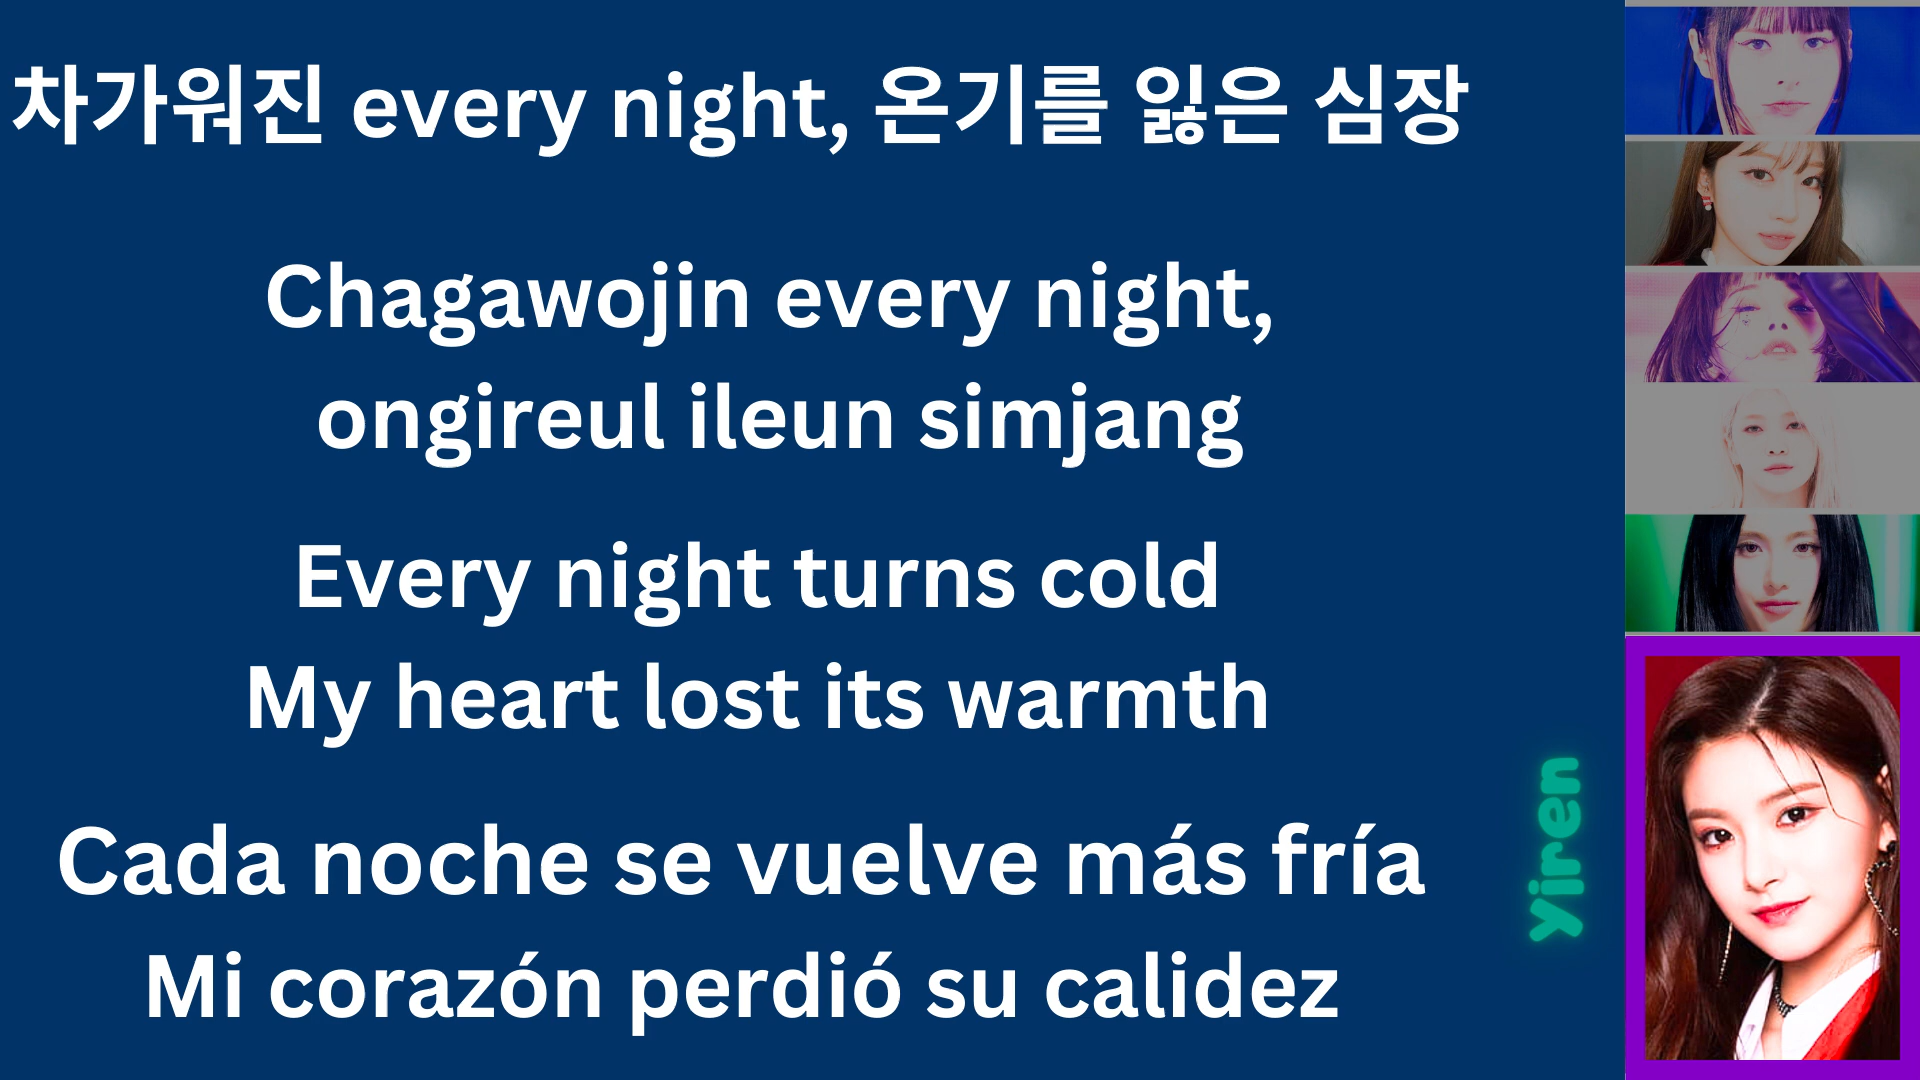 차가워진 every night, 온기를 잃은 심장
Chagawojin every night,
ongireul ileun simjang
Every night turns cold
My heart lost its warmth
Cada noche se vuelve más fría
Mi corazón perdió su calidez
yiren